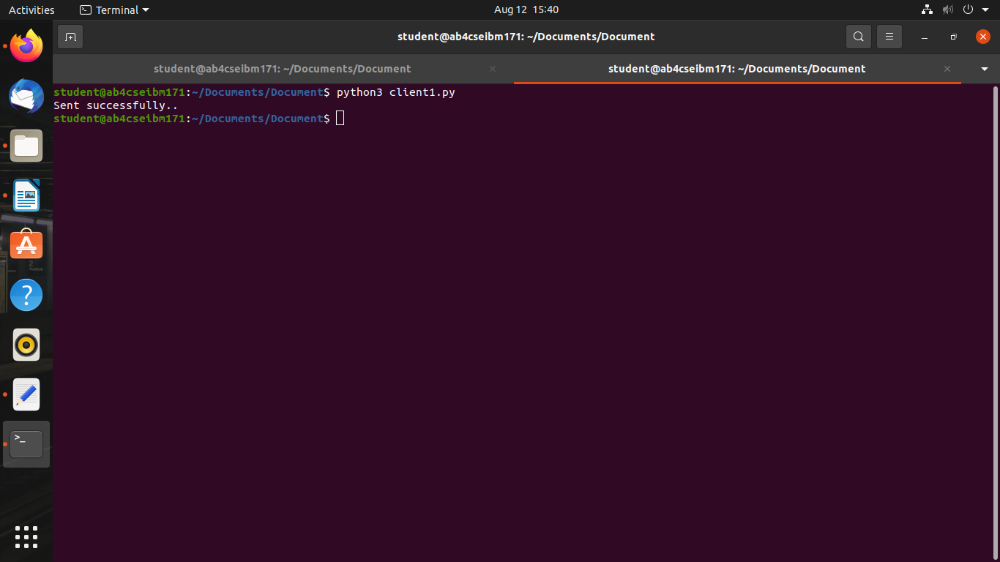 Activities
Terminal
Aug 12 15:40
student@ab4cseibm171: ~/Documents/Document
student@ab4cseibm171: ~/Documents/Document
student@ab4cseibm171: ~/Documents/Document
student@ab4cseibm171:~/Documents/Document$ python3 client1.py
Sent successfully..
student@ab4cseibm171:~/Documents/Document$